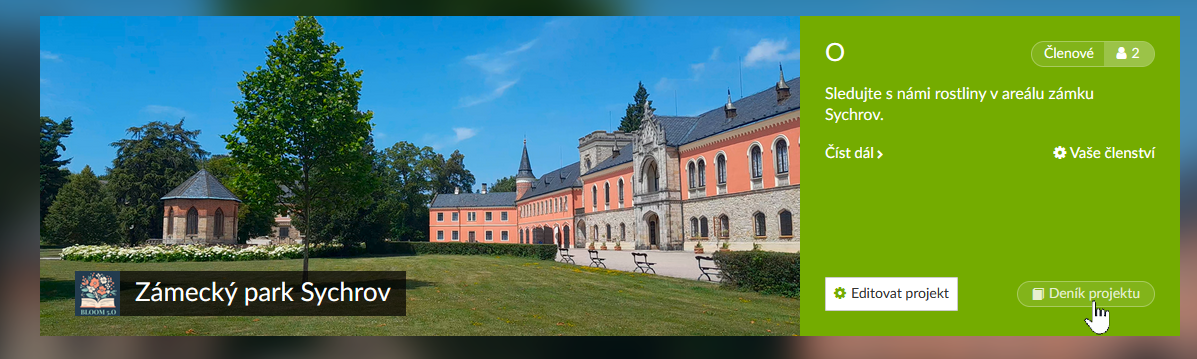 BLOOM 5.0
Zámecký park Sychrov
O
Členové 2
Sledujte s námi rostliny v areálu zámku
Sychrov.
Číst dál
Vaše členství
Editovat projekt
Deník projektu